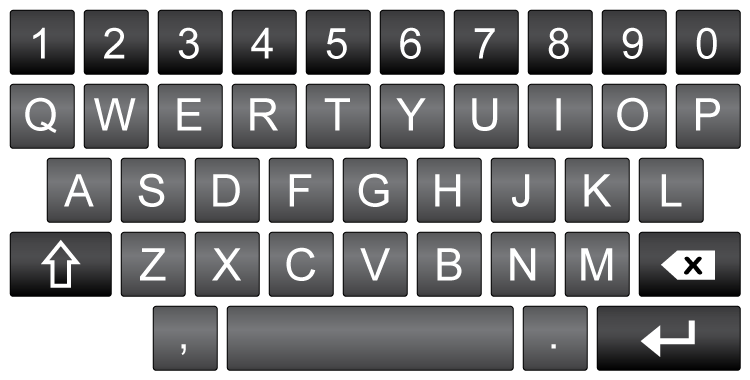 1 2 3 4 5 6 7 8 9 0
Q W E R T Y U I O P
A S D F G H J K L
Z X C V B N M
, .